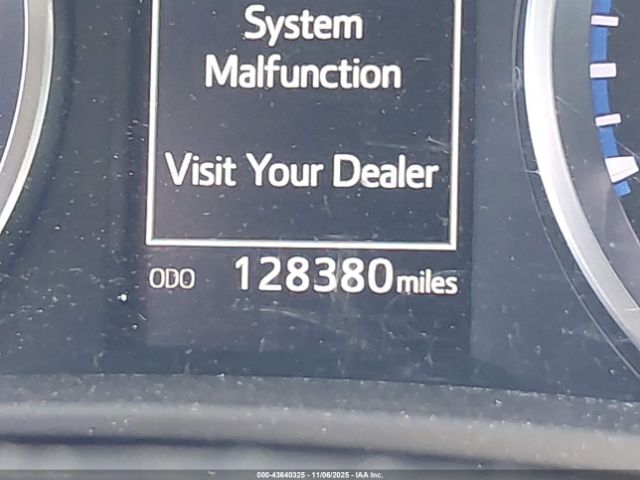 System
Malfunction
Visit Your Dealer
ODO 128380 miles
000-43640325 - 11/06/2025 - IAA Inc.